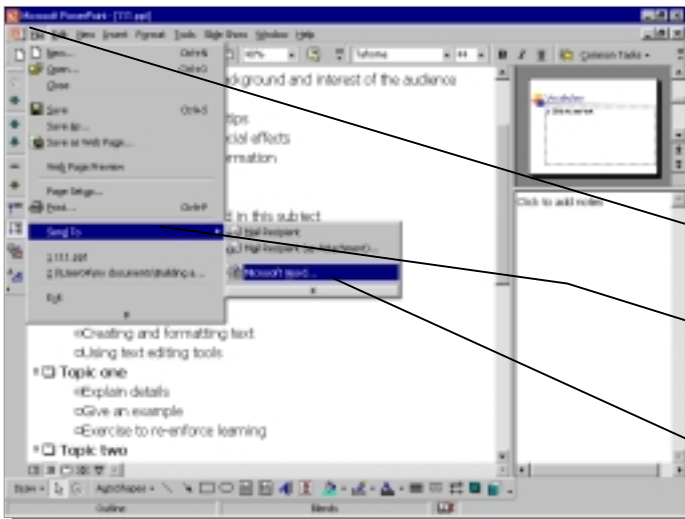 Microsoft PowerPoint - [111.ppt]
File Edit View Insert Format Tools Slide Show Window Help
Tahoma Common Tasks
New... Ctrl+N
Open... Ctrl+O
Close
Save Ctrl+S
Save As...
Save as Web Page...
Web Page Preview
Page Setup...
Print... Ctrl+P
Send To
Mail Recipient
Mail Recipient (as Attachment)...
Microsoft Word...
1 111.ppt
Exit
ground and interest of the audience
tips
cial effects
rmation
d in this subject
Creating and formatting text
Using text editing tools
Topic one
Explain details
Give an example
Exercise to re-enforce learning
Topic two
Click to add notes
Draw AutoShapes
Outline Blends